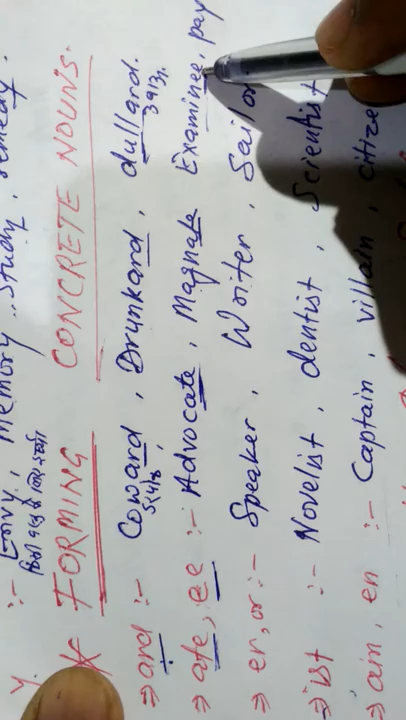 y. :- Envy, Memory, Study, remedy.
* FORMING CONCRETE NOUNS.
⇒ ard :- Coward, Drunkard, dullard.
⇒ ate, ee :- Advocate, Magnate Examinee, pay
⇒ er, or :- Speaker, Writer, Sailor
⇒ ist :- Novelist, dentist, Scientist
⇒ ain, en :- Captain, villain, citize